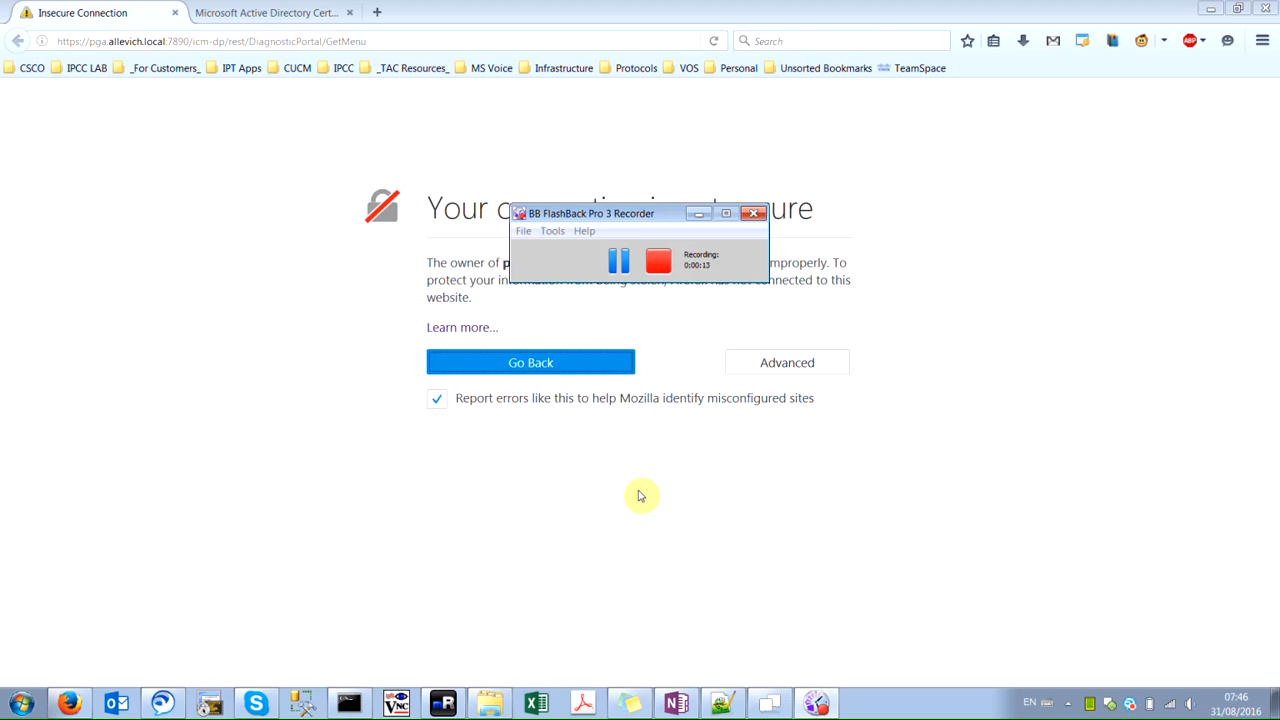 Insecure Connection
Microsoft Active Directory Cert...
https://pga.allevich.local:7890/icm-dp/rest/DiagnosticPortal/GetMenu
Search
ABP
CSCO IPCC LAB _For Customers_ IPT Apps CUCM IPCC _TAC Resources_ MS Voice Infrastructure Protocols VOS Personal Unsorted Bookmarks TeamSpace
Your c ure
BB FlashBack Pro 3 Recorder
File Tools Help
Recording:
0:00:13
The owner of p improperly. To
protect your onnected to this
website.
Learn more...
Go Back
Advanced
Report errors like this to help Mozilla identify misconfigured sites
EN
07:46
31/08/2016